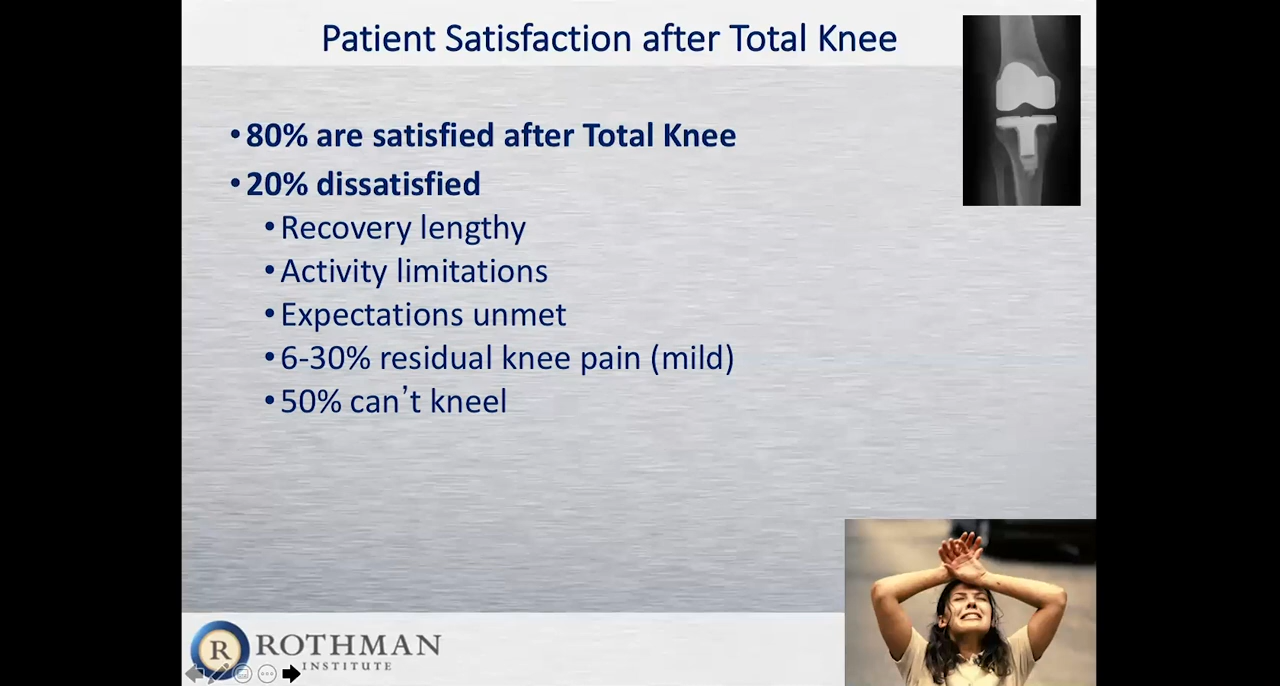 Patient Satisfaction after Total Knee
•80% are satisfied after Total Knee
•20% dissatisfied
•Recovery lengthy
•Activity limitations
•Expectations unmet
•6-30% residual knee pain (mild)
•50% can’t kneel
R ROTHMAN
INSTITUTE